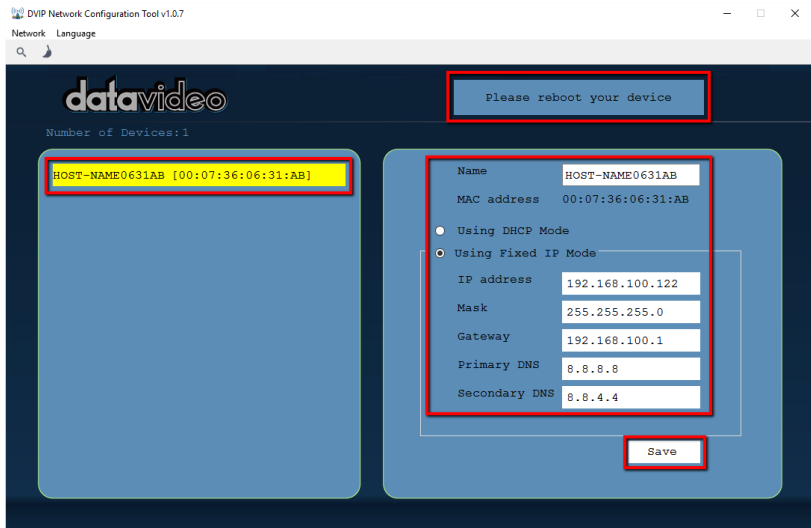 DVIP Network Configuration Tool v1.0.7
Network Language
datavideo
Please reboot your device
Number of Devices:1
HOST-NAME0631AB [00:07:36:06:31:AB]
Name HOST-NAME0631AB
MAC address 00:07:36:06:31:AB
Using DHCP Mode
Using Fixed IP Mode
IP address 192.168.100.122
Mask 255.255.255.0
Gateway 192.168.100.1
Primary DNS 8.8.8.8
Secondary DNS 8.8.4.4
Save